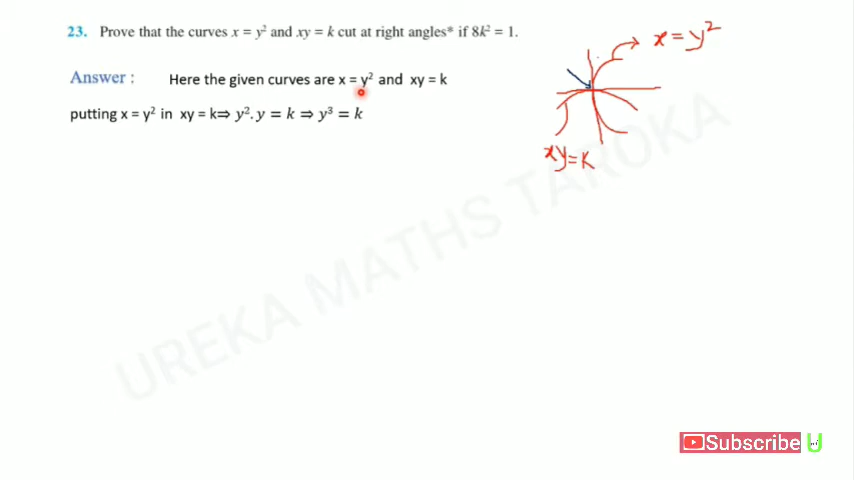 23. Prove that the curves x = y² and xy = k cut at right angles* if 8k² = 1.
x = y²
Answer : Here the given curves are x = y² and xy = k
putting x = y² in xy = k⇒ y². y = k ⇒ y³ = k
xy = K
UREKA MATHS TAROKA
Subscribe U